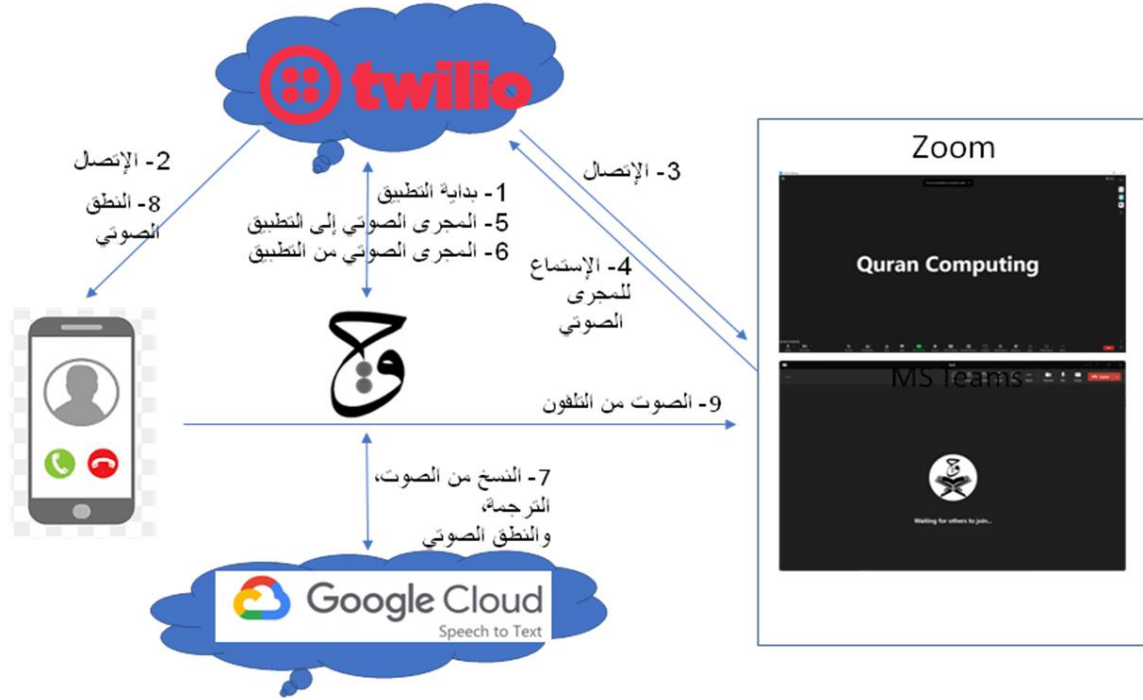 twilio
2- الإتصال
8- النطق
الصوتي
1- بداية التطبيق
5- المجرى الصوتي إلى التطبيق
6- المجرى الصوتي من التطبيق
3- الإتصال
4- الإستماع
للمجرى
الصوتي
Zoom
Quran Computing
MS Teams
Waiting for others to join...
9- الصوت من التلفون
7- النسخ من الصوت،
الترجمة،
والنطق الصوتي
Google Cloud
Speech to Text